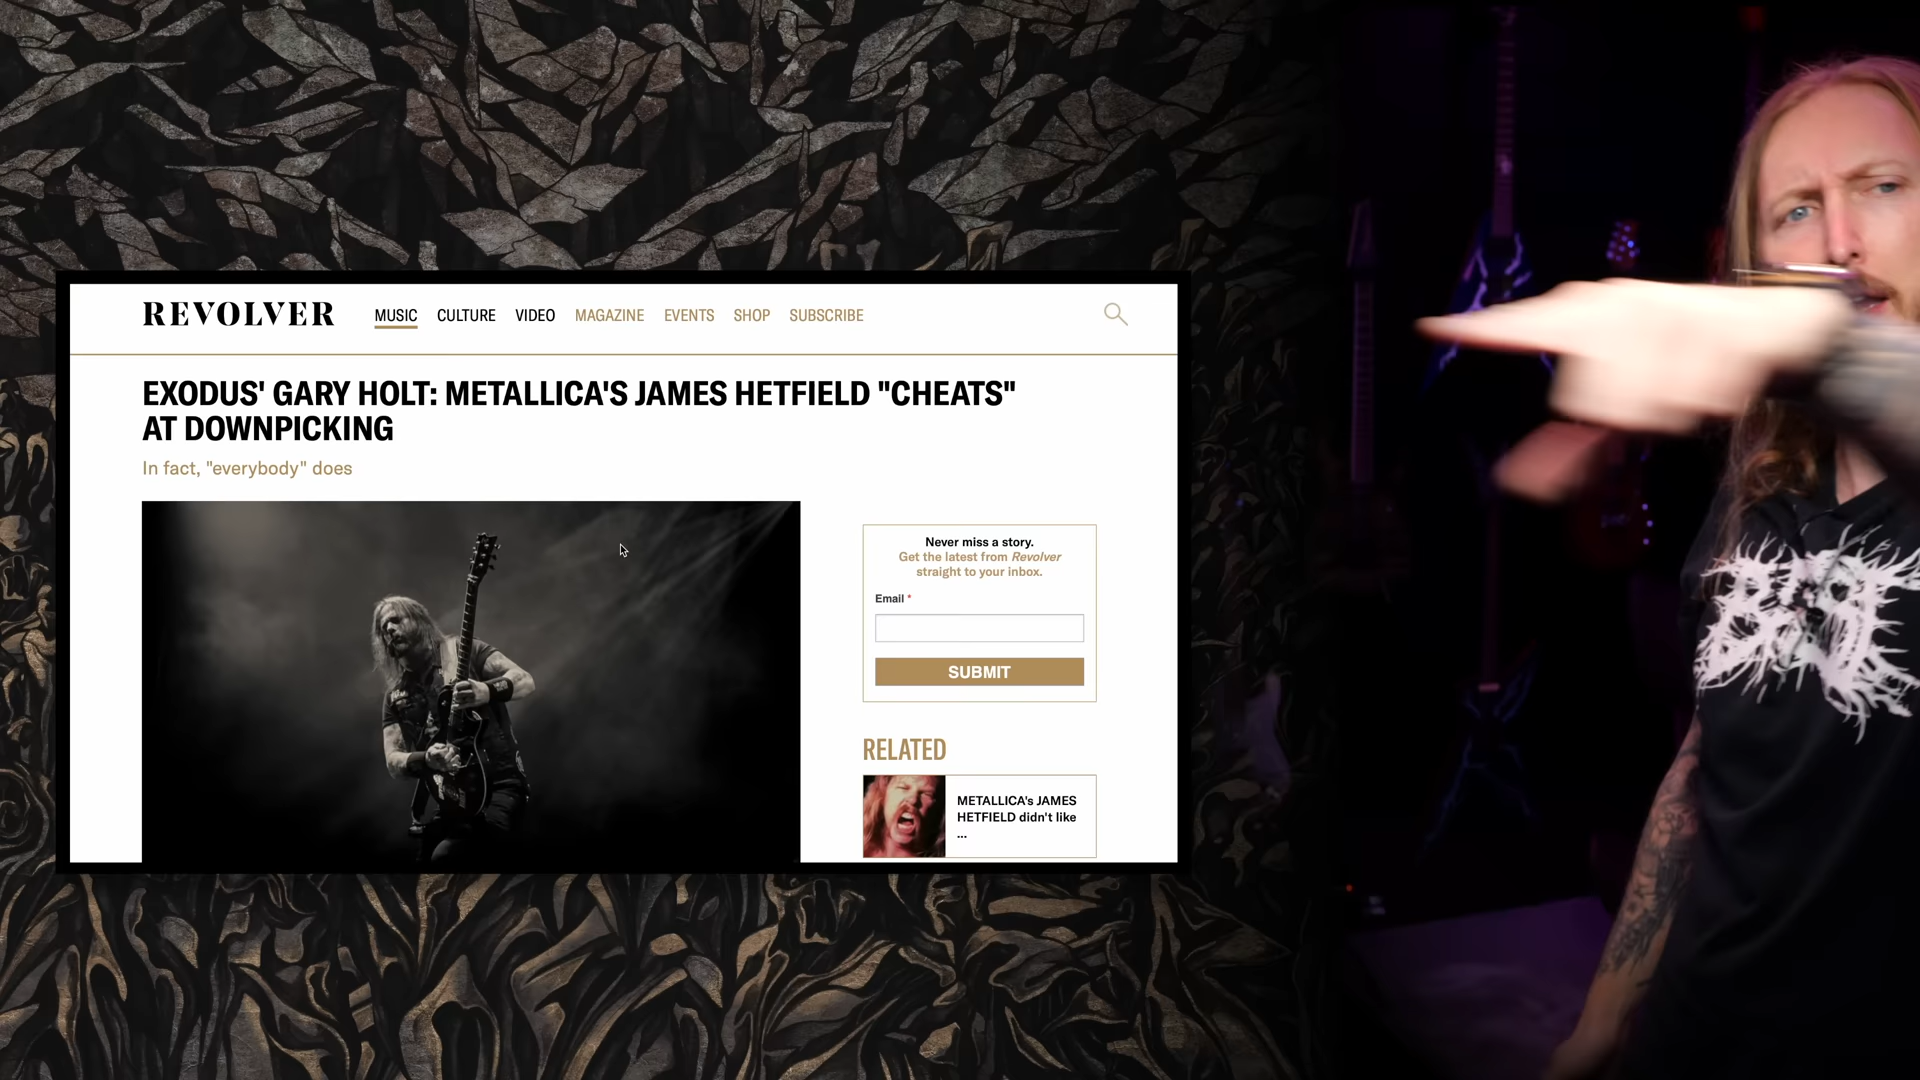 REVOLVER
MUSIC CULTURE VIDEO MAGAZINE EVENTS SHOP SUBSCRIBE
EXODUS' GARY HOLT: METALLICA'S JAMES HETFIELD "CHEATS"
AT DOWNPICKING
In fact, "everybody" does
Never miss a story.
Get the latest from Revolver
straight to your inbox.
Email *
SUBMIT
RELATED
METALLICA's JAMES
HETFIELD didn't like
...